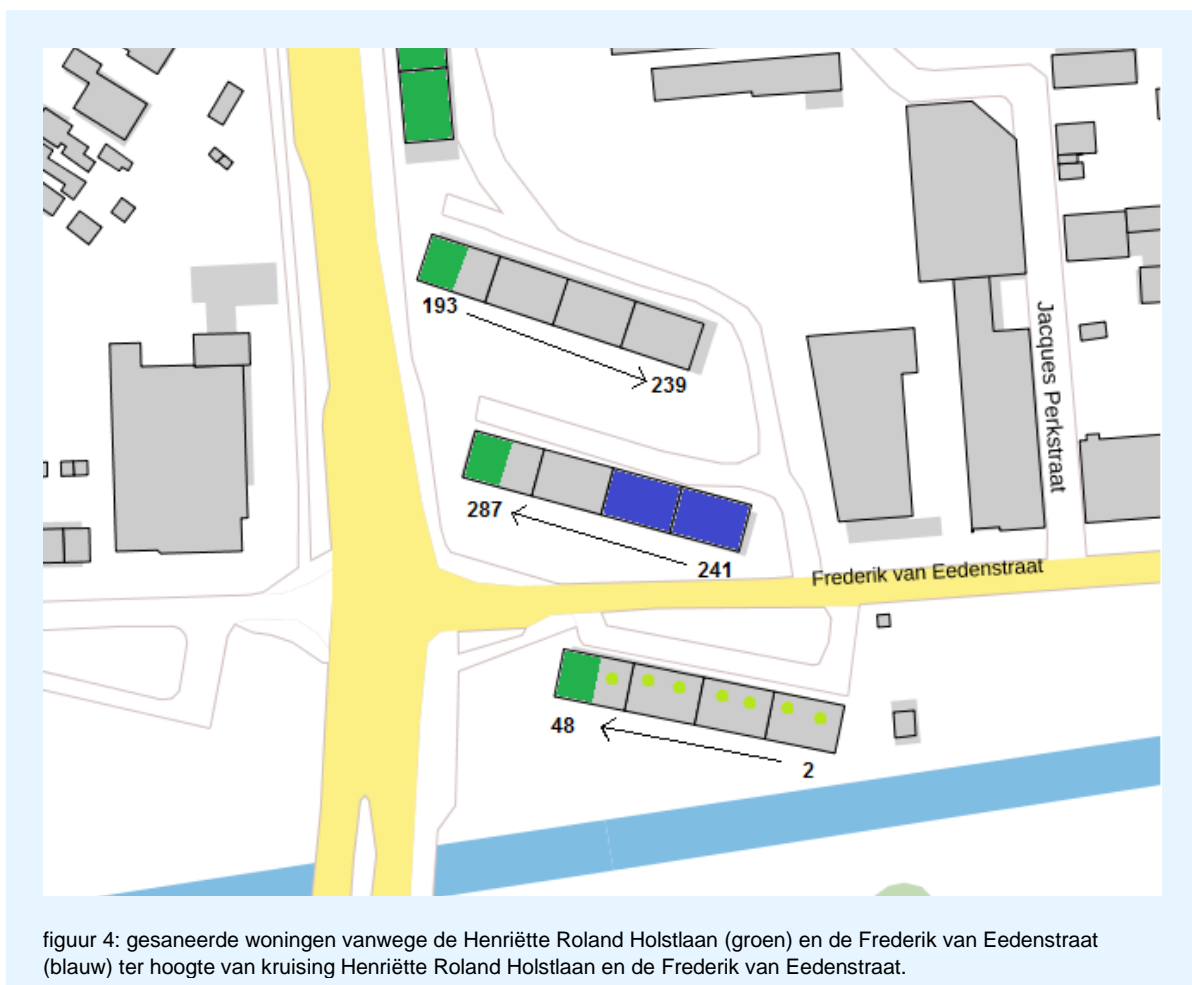 193
239
Jacques Perkstraat
287
241
Frederik van Eedenstraat
48
2
figuur 4: gesaneerde woningen vanwege de Henriëtte Roland Holstlaan (groen) en de Frederik van Eedenstraat
(blauw) ter hoogte van kruising Henriëtte Roland Holstlaan en de Frederik van Eedenstraat.